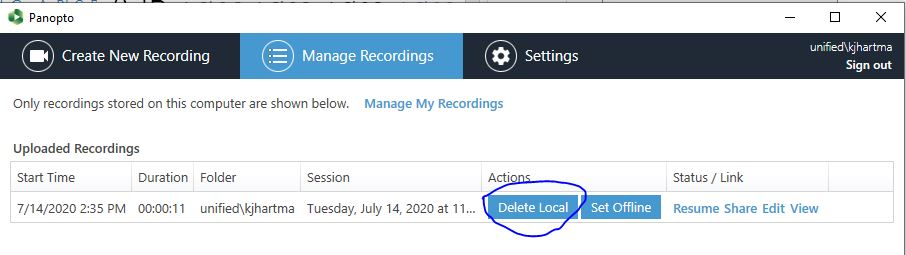 Panopto
Create New Recording
Manage Recordings
Settings
unified\kjhartma
Sign out
Only recordings stored on this computer are shown below. Manage My Recordings
Uploaded Recordings
Start Time Duration Folder Session Actions Status / Link
7/14/2020 2:35 PM 00:00:11 unified\kjhartma Tuesday, July 14, 2020 at 11... Delete Local Set Offline Resume Share Edit View